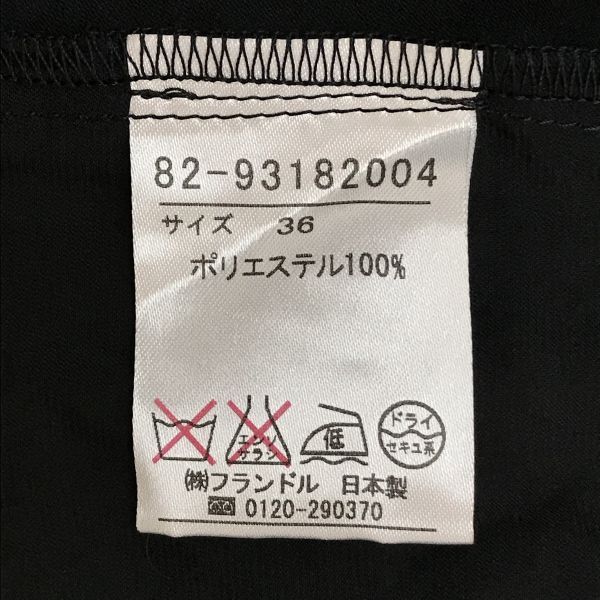 82-93182004
サイズ 36
ポリエステル100%
エンソ
サラシ
低
ドライ
セキユ系
㈱フランドル 日本製
0120-290370